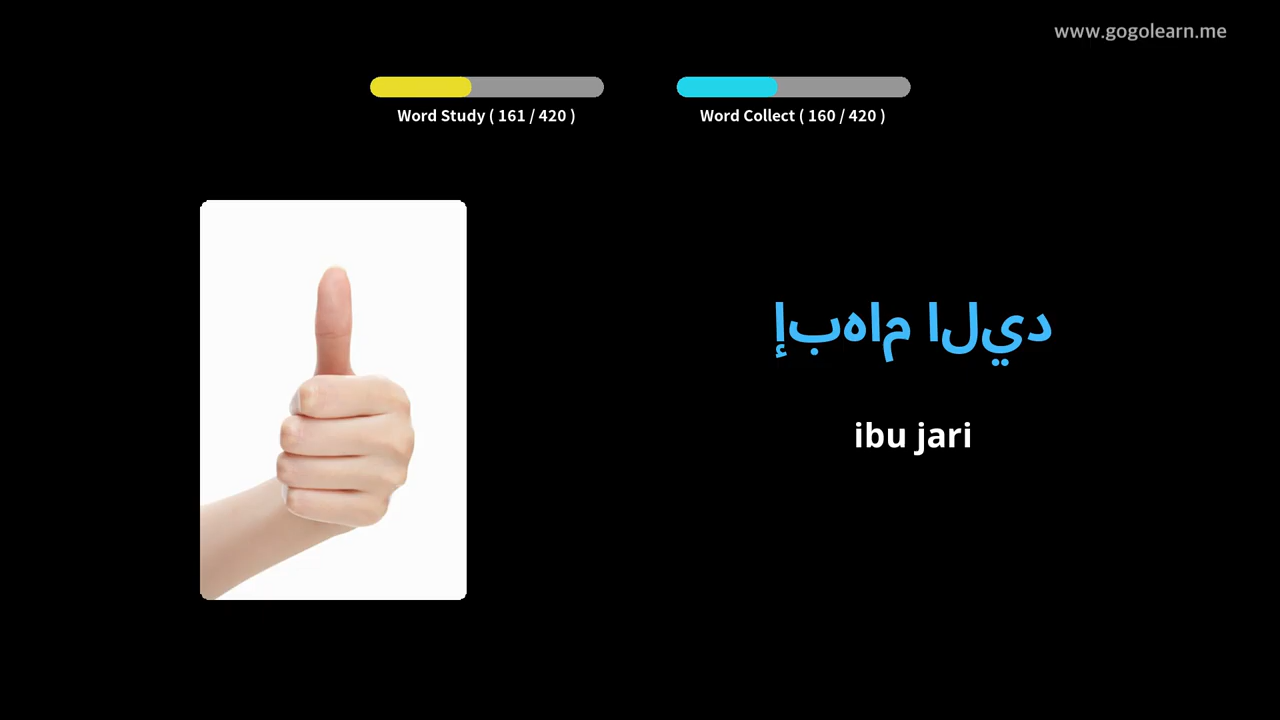 www.gogolearn.me
Word Study ( 161 / 420 )
Word Collect ( 160 / 420 )
إبهام اليد
ibu jari